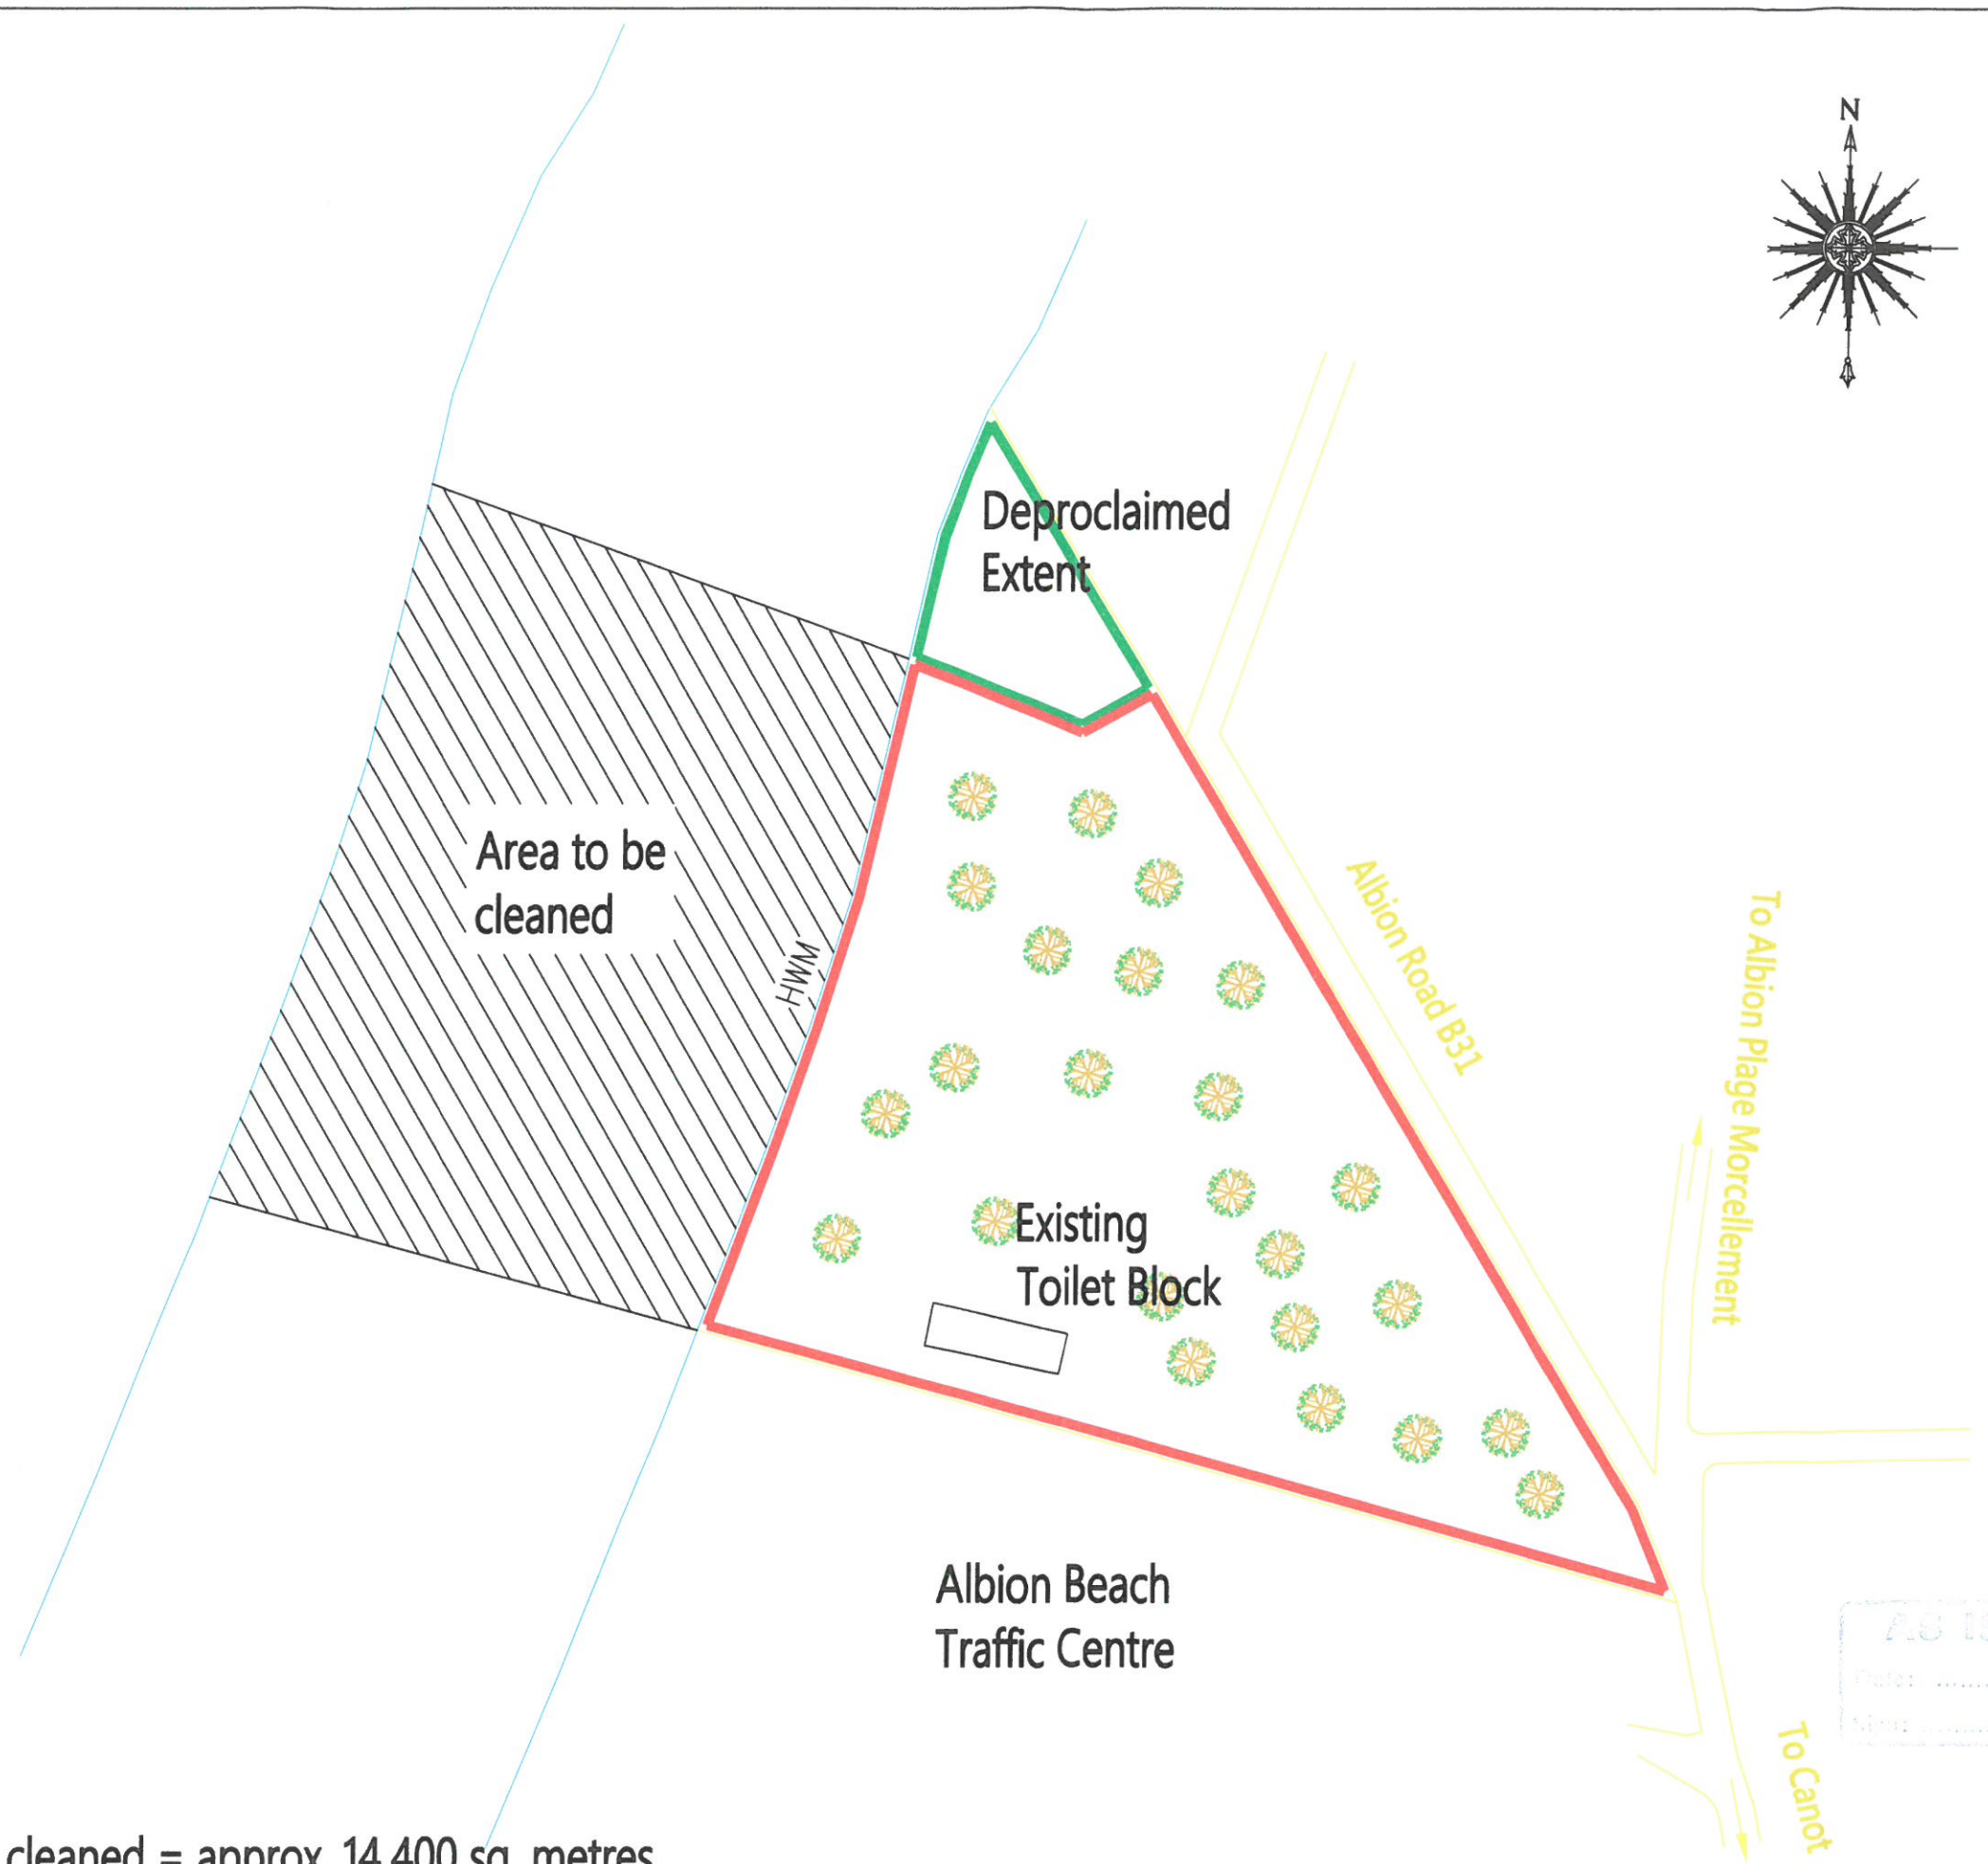 N
Deproclaimed
Extent
Area to be
cleaned
HWM
Albion Road B31
To Albion Plage Morcellement
Existing
Toilet Block
Albion Beach
Traffic Centre
To Canot
cleaned = approx. 14,400 sq. metres